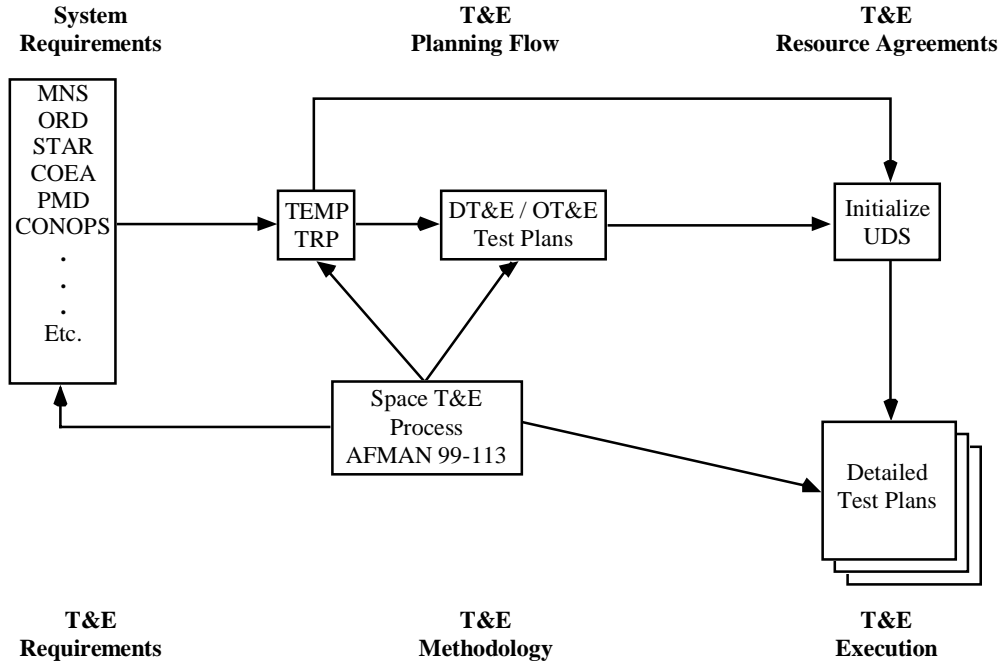 System
Requirements
T&E
Planning Flow
T&E
Resource Agreements
MNS
ORD
STAR
COEA
PMD
CONOPS
.
.
.
Etc.
TEMP
TRP
DT&E / OT&E
Test Plans
Initialize
UDS
Space T&E
Process
AFMAN 99-113
Detailed
Test Plans
T&E
Requirements
T&E
Methodology
T&E
Execution